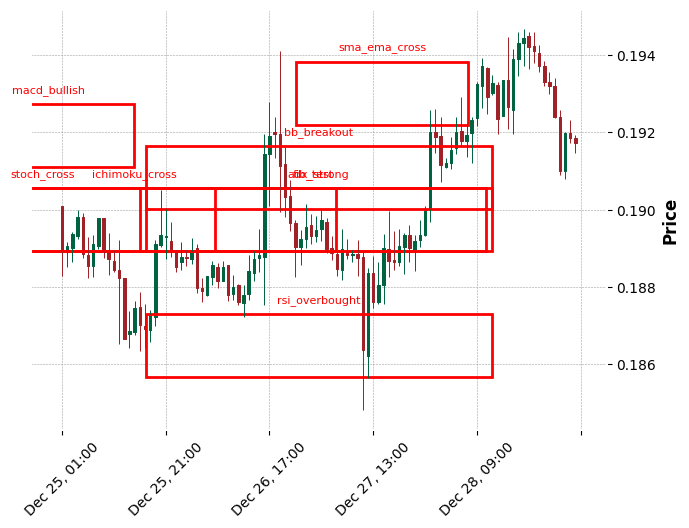 sma_ema_cross
macd_bullish
bb_breakout
stoch_cross
ichimoku_cross
rsi_overbought
0.194
0.192
0.190
0.188
0.186
Price
Dec 25, 01:00
Dec 25, 21:00
Dec 26, 17:00
Dec 27, 13:00
Dec 28, 09:00